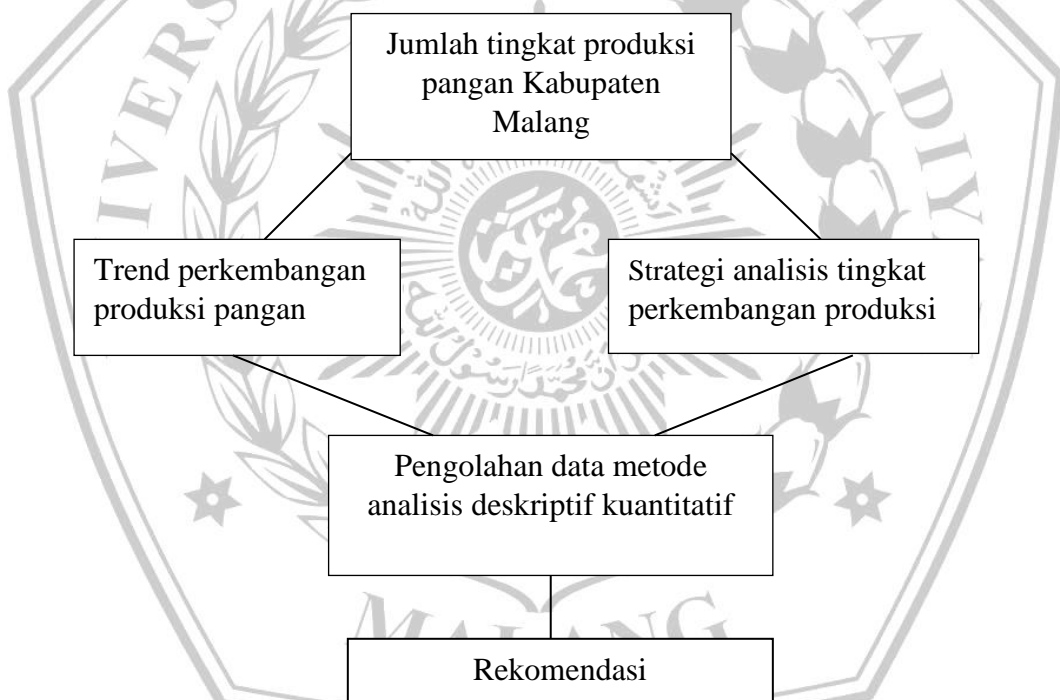 Jumlah tingkat produksi
pangan Kabupaten
Malang
Trend perkembangan
produksi pangan
Strategi analisis tingkat
perkembangan produksi
Pengolahan data metode
analisis deskriptif kuantitatif
MALANG
Rekomendasi